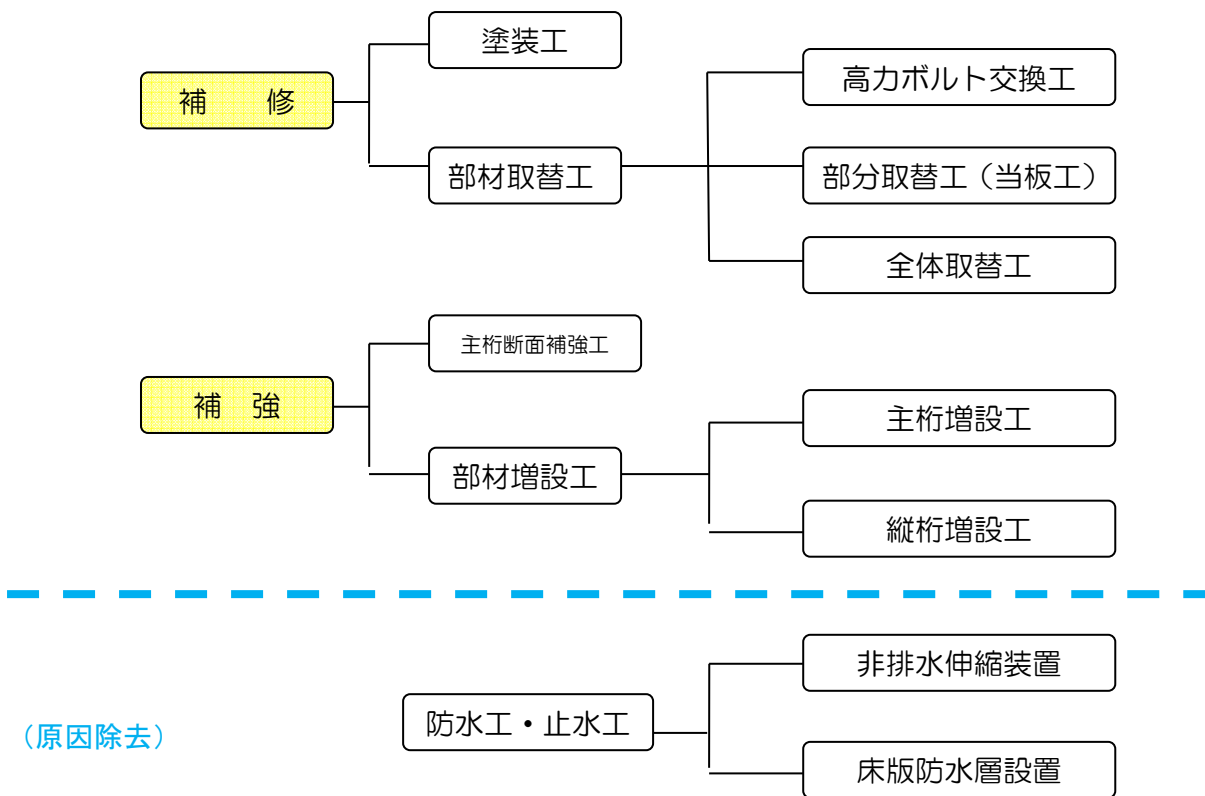 塗装工
高力ボルト交換工
補　　修
部材取替工
部分取替工（当板工）
全体取替工
主桁断面補強工
補　強
主桁増設工
部材増設工
縦桁増設工
非排水伸縮装置
防水工・止水工
（原因除去）
床版防水層設置